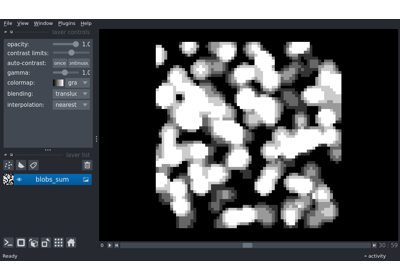 File View Window Plugins Help
layer controls
opacity: 1.0
contrast limits:
auto-contrast: once continuous
gamma: 1.0
colormap: gra
blending: translu
interpolation: nearest
layer list
blobs_sum
0 30 59
Ready activity